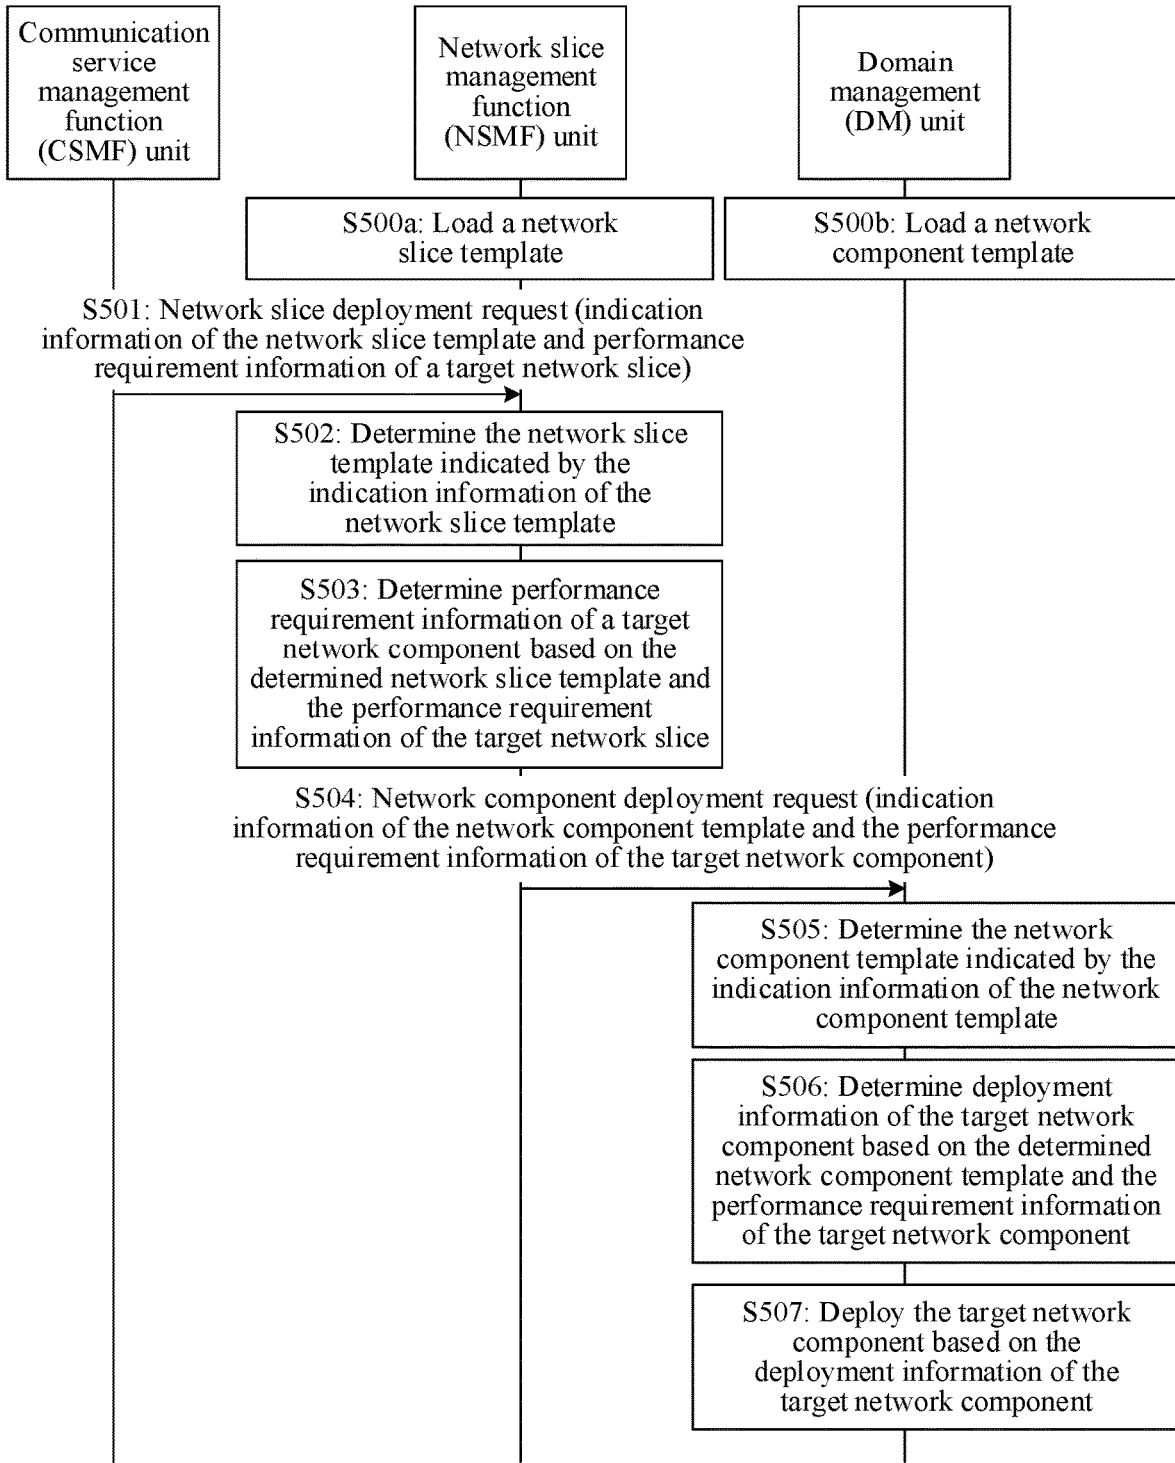 Communication
service
management
function
(CSMF) unit
Network slice
management
function
(NSMF) unit
Domain
management
(DM) unit
S500a: Load a network
slice template
S500b: Load a network
component template
S501: Network slice deployment request (indication
information of the network slice template and performance
requirement information of a target network slice)
S502: Determine the network slice
template indicated by the
indication information of the
network slice template
S503: Determine performance
requirement information of a target
network component based on the
determined network slice template and
the performance requirement
information of the target network slice
S504: Network component deployment request (indication
information of the network component template and the performance
requirement information of the target network component)
S505: Determine the network
component template indicated by the
indication information of the network
component template
S506: Determine deployment
information of the target network
component based on the determined
network component template and the
performance requirement information
of the target network component
S507: Deploy the target network
component based on the
deployment information of the
target network component